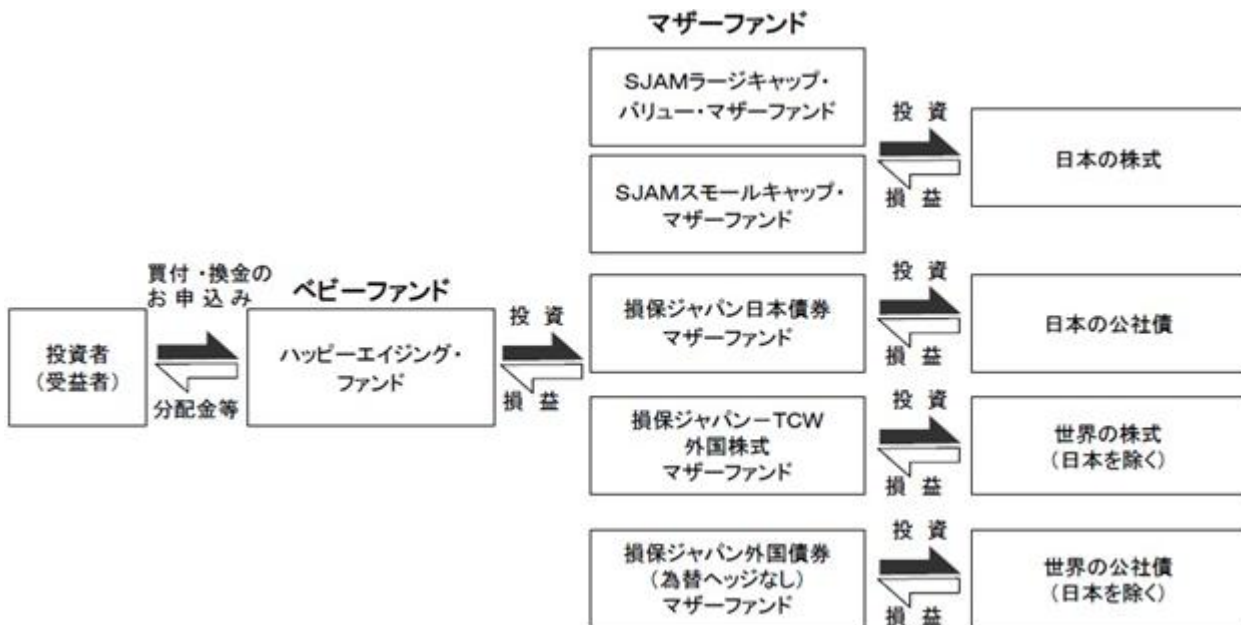 マザーファンド
SJAMラージキャップ・
バリュー・マザーファンド
SJAMスモールキャップ・
マザーファンド
投 資
損 益
日本の株式
買付・換金の
お 申 込 み
分配金等
投資者
(受益者)
ベビーファンド
ハッピーエイジング・
ファンド
投 資
損 益
損保ジャパン日本債券
マザーファンド
投 資
損 益
日本の公社債
損保ジャパン－TCW
外国株式
マザーファンド
投 資
損 益
世界の株式
(日本を除く)
損保ジャパン外国債券
(為替ヘッジなし)
マザーファンド
投 資
損 益
世界の公社債
(日本を除く)